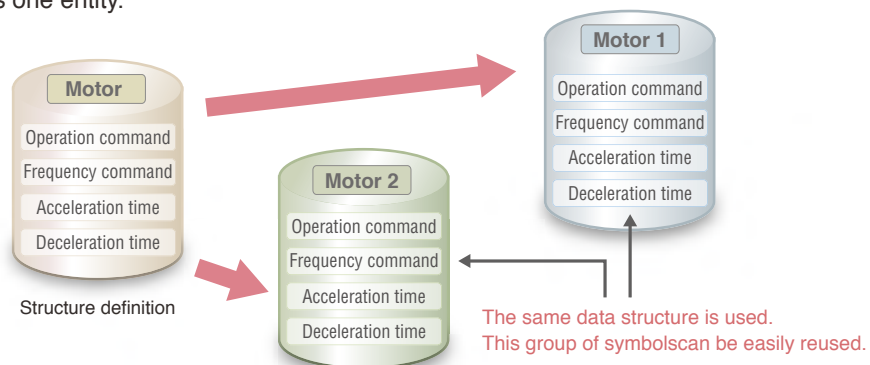 s one entity.
Motor
Operation command
Frequency command
Acceleration time
Deceleration time
Structure definition
Motor 2
Operation command
Frequency command
Acceleration time
Deceleration time
Motor 1
Operation command
Frequency command
Acceleration time
Deceleration time
The same data structure is used.
This group of symbolscan be easily reused.